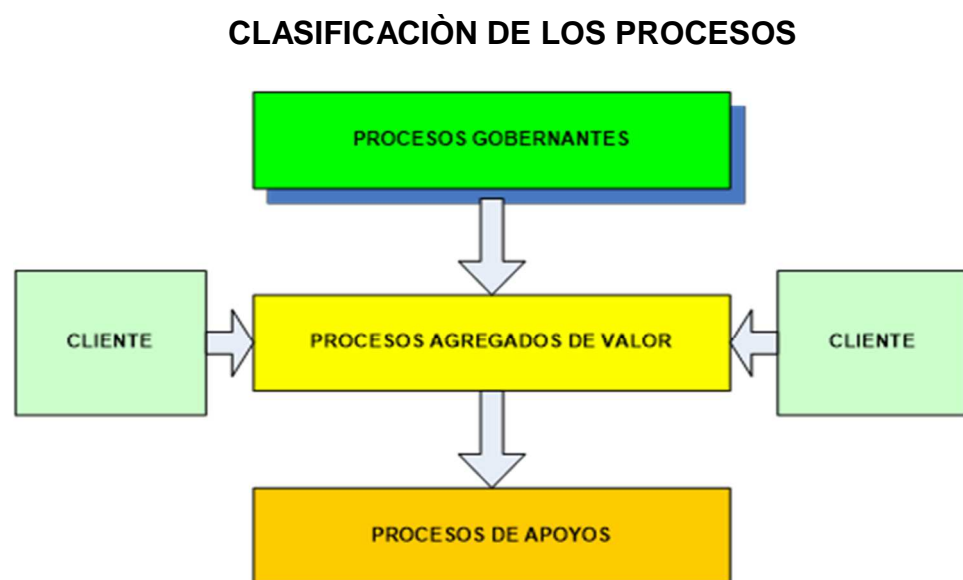 CLASIFICACIÒN DE LOS PROCESOS
PROCESOS GOBERNANTES
CLIENTE
PROCESOS AGREGADOS DE VALOR
CLIENTE
PROCESOS DE APOYOS